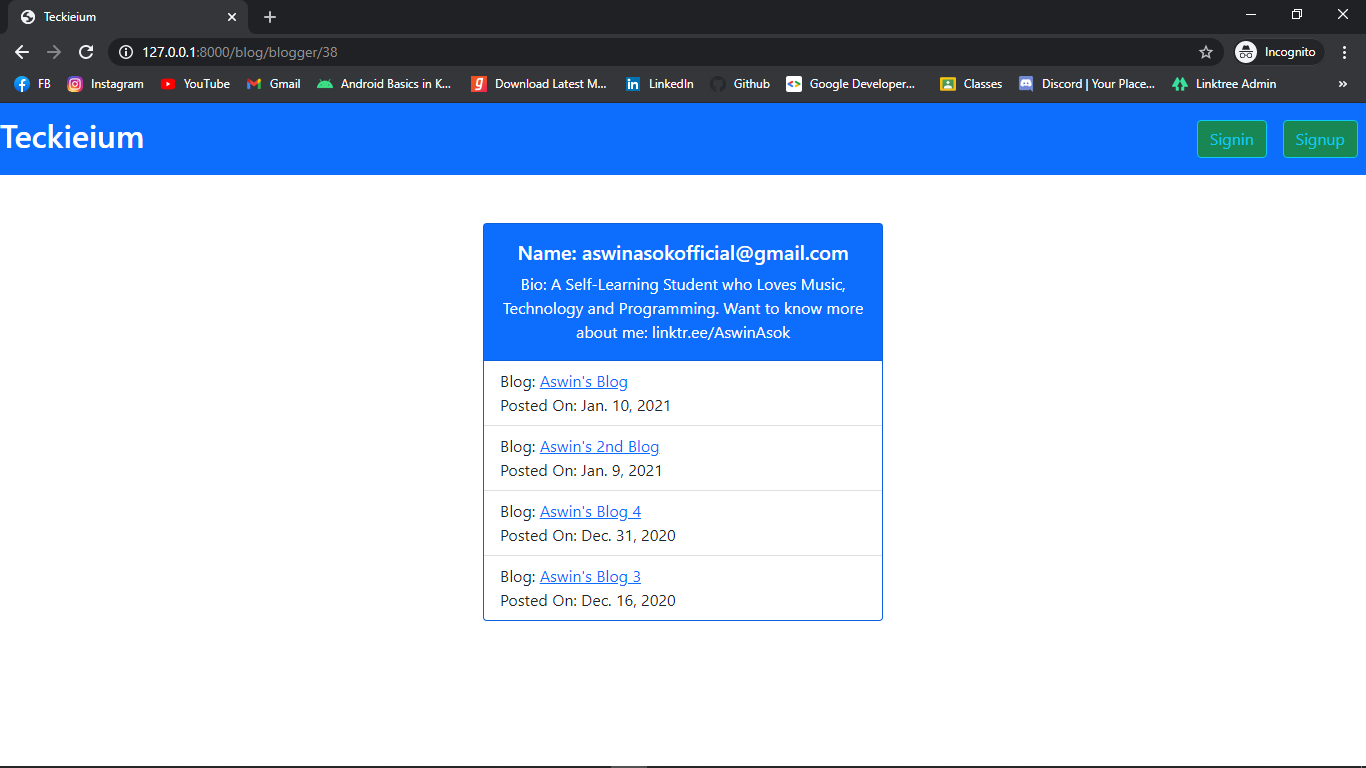 Teckieium
127.0.0.1:8000/blog/blogger/38
Incognito
FB Instagram YouTube Gmail Android Basics in K... Download Latest M... LinkedIn Github Google Developer... Classes Discord | Your Place... Linktree Admin »
Teckieium Signin Signup
Name: aswinasokofficial@gmail.com
Bio: A Self-Learning Student who Loves Music,
Technology and Programming. Want to know more
about me: linktr.ee/AswinAsok
Blog: Aswin's Blog
Posted On: Jan. 10, 2021
Blog: Aswin's 2nd Blog
Posted On: Jan. 9, 2021
Blog: Aswin's Blog 4
Posted On: Dec. 31, 2020
Blog: Aswin's Blog 3
Posted On: Dec. 16, 2020